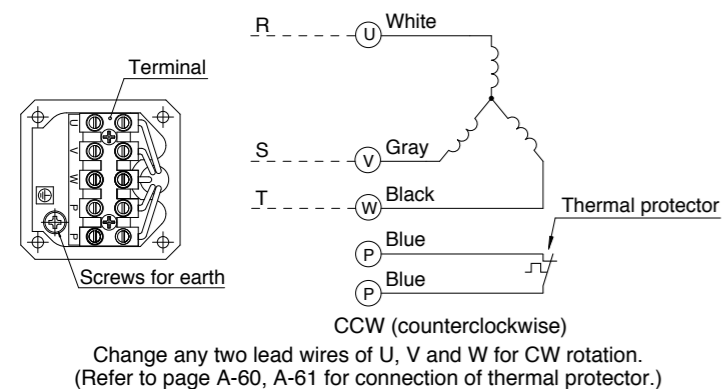 Terminal
U
V
W
P
P
Screws for earth
R
U
White
S
V
Gray
T
W
Black
P
Blue
P
Blue
Thermal protector
CCW (counterclockwise)
Change any two lead wires of U, V and W for CW rotation.
(Refer to page A-60, A-61 for connection of thermal protector.)